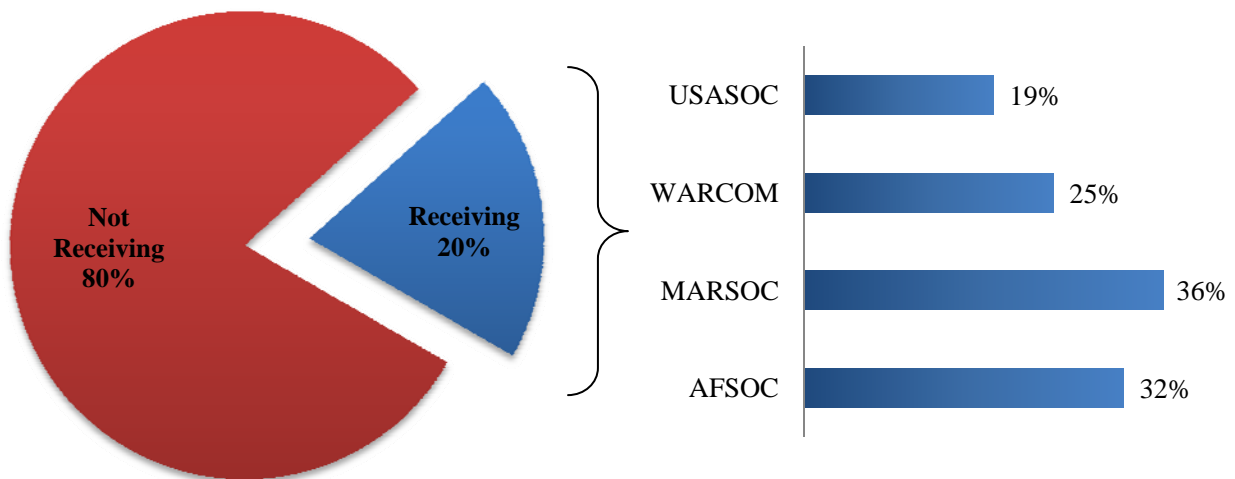 Not
Receiving
80%
Receiving
20%
USASOC
19%
WARCOM
25%
MARSOC
36%
AFSOC
32%